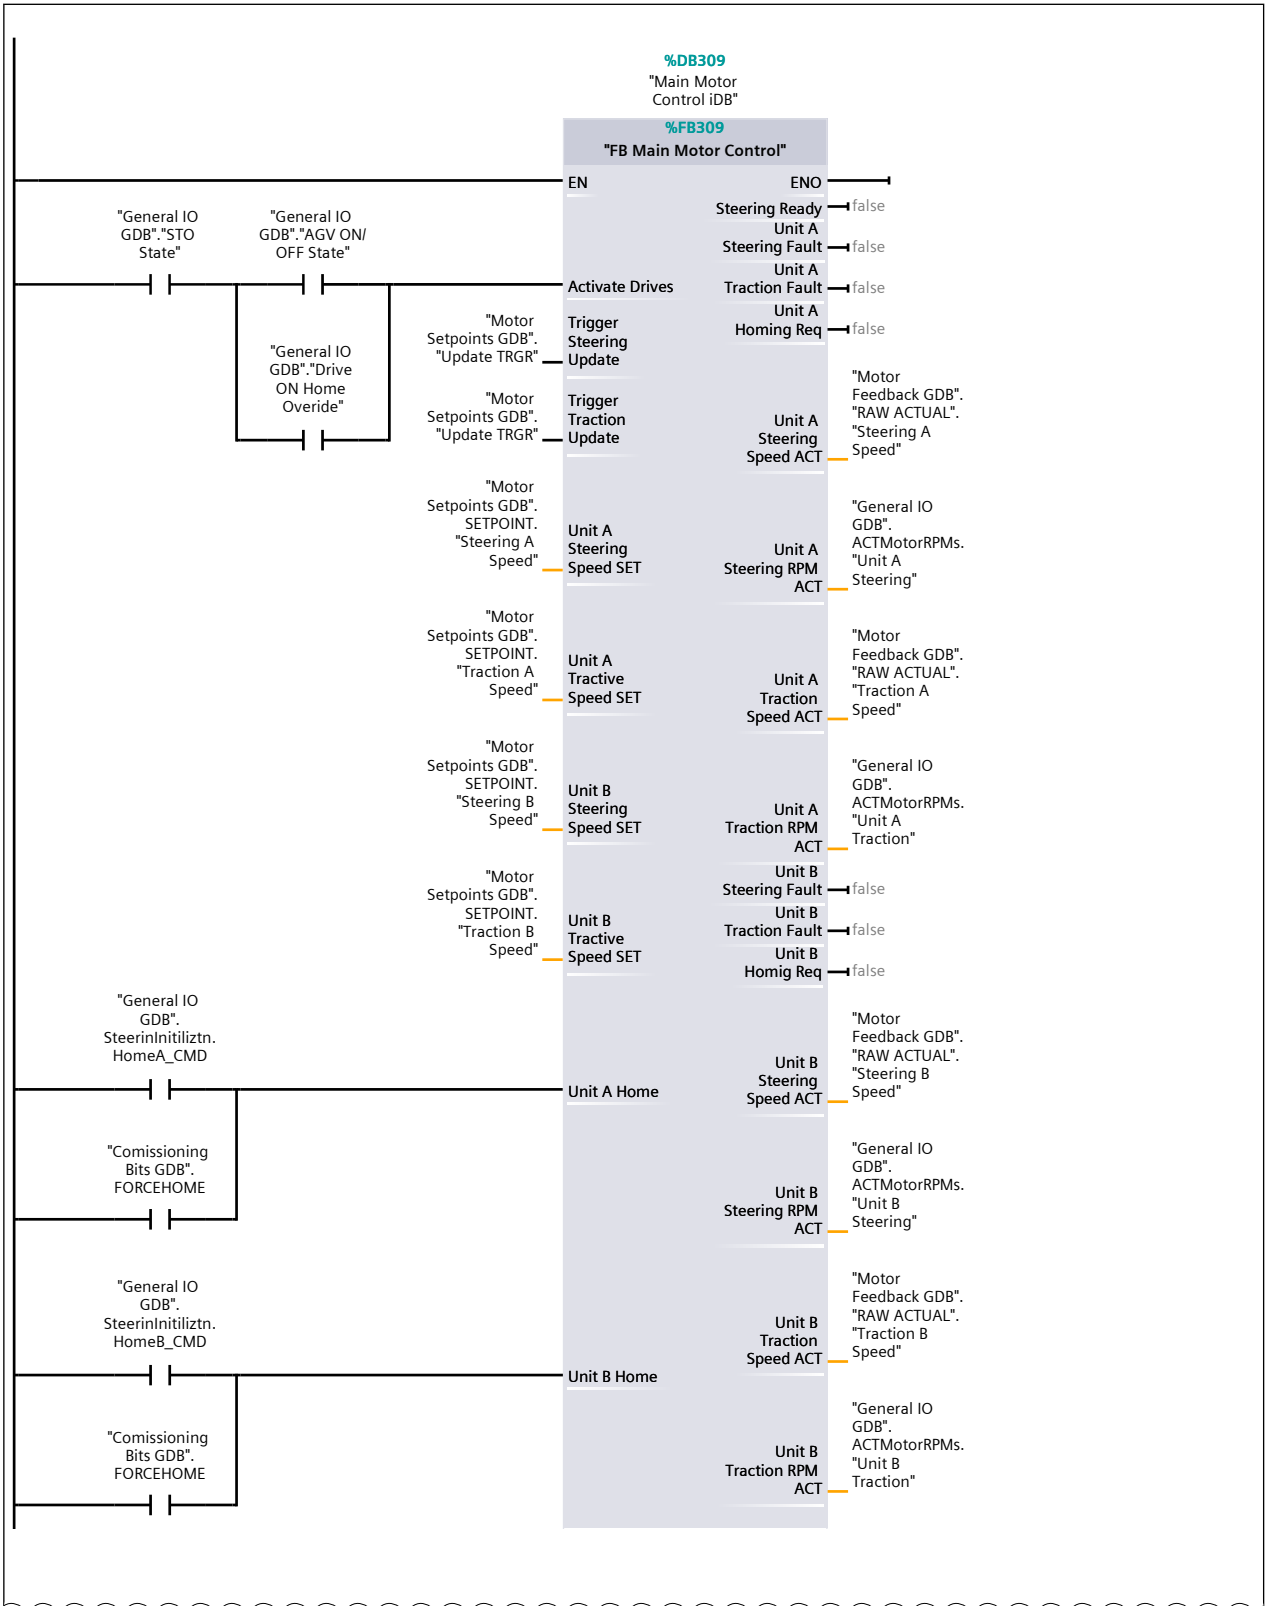 %DB309
"Main Motor
Control iDB"
%FB309
"FB Main Motor Control"
EN
ENO
Steering Ready
false
Unit A
Steering Fault
false
Unit A
Traction Fault
false
Unit A
Homing Req
false
"General IO
GDB"."STO
State"
"General IO
GDB"."AGV ON/
OFF State"
Activate Drives
"General IO
GDB"."Drive
ON Home
Overide"
"Motor
Setpoints GDB".
"Update TRGR"
Trigger
Steering
Update
"Motor
Setpoints GDB".
"Update TRGR"
Trigger
Traction
Update
Unit A
Steering
Speed ACT
"Motor
Feedback GDB".
"RAW ACTUAL".
"Steering A
Speed"
"Motor
Setpoints GDB".
SETPOINT.
"Steering A
Speed"
Unit A
Steering
Speed SET
Unit A
Steering RPM
ACT
"General IO
GDB".
ACTMotorRPMs.
"Unit A
Steering"
"Motor
Setpoints GDB".
SETPOINT.
"Traction A
Speed"
Unit A
Tractive
Speed SET
Unit A
Traction
Speed ACT
"Motor
Feedback GDB".
"RAW ACTUAL".
"Traction A
Speed"
"Motor
Setpoints GDB".
SETPOINT.
"Steering B
Speed"
Unit B
Steering
Speed SET
Unit A
Traction RPM
ACT
"General IO
GDB".
ACTMotorRPMs.
"Unit A
Traction"
Unit B
Steering Fault
false
Unit B
Traction Fault
false
Unit B
Homig Req
false
"Motor
Setpoints GDB".
SETPOINT.
"Traction B
Speed"
Unit B
Tractive
Speed SET
"General IO
GDB".
SteerinInitiliztn.
HomeA_CMD
Unit A Home
"Comissioning
Bits GDB".
FORCEHOME
Unit B
Steering
Speed ACT
"Motor
Feedback GDB".
"RAW ACTUAL".
"Steering B
Speed"
Unit B
Steering RPM
ACT
"General IO
GDB".
ACTMotorRPMs.
"Unit B
Steering"
"General IO
GDB".
SteerinInitiliztn.
HomeB_CMD
Unit B Home
"Comissioning
Bits GDB".
FORCEHOME
Unit B
Traction
Speed ACT
"Motor
Feedback GDB".
"RAW ACTUAL".
"Traction B
Speed"
Unit B
Traction RPM
ACT
"General IO
GDB".
ACTMotorRPMs.
"Unit B
Traction"